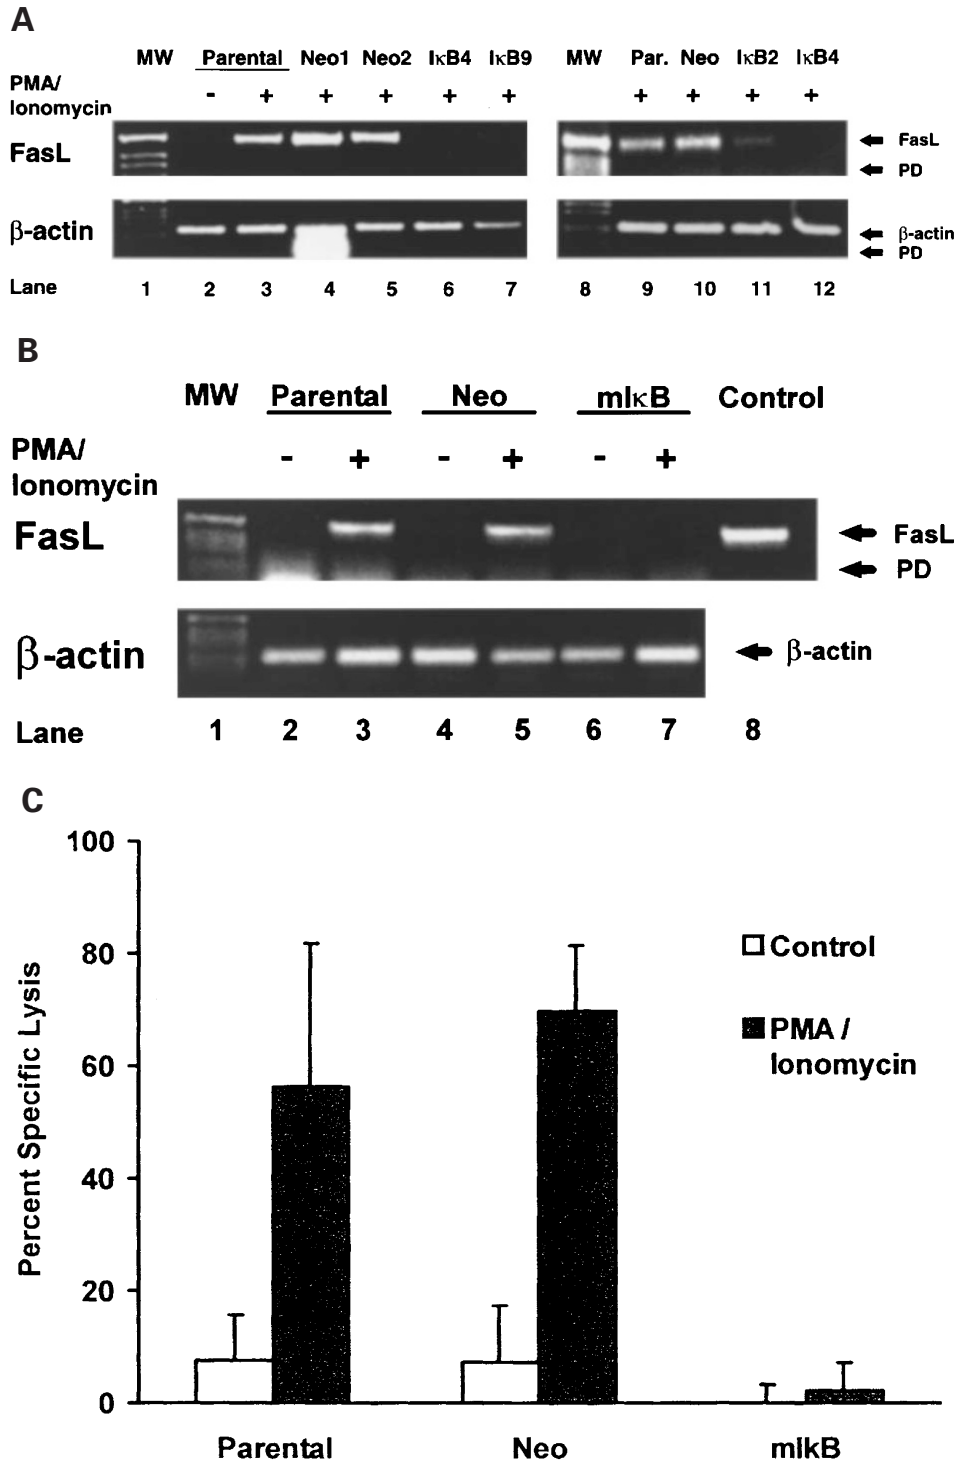 A
MW Parental Neo1 Neo2 IκB4 IκB9 MW Par. Neo IκB2 IκB4
PMA/
Ionomycin - + + + + + + + + +
FasL
FasL
PD
β-actin
β-actin
PD
Lane 1 2 3 4 5 6 7 8 9 10 11 12
B
MW Parental Neo mIκB Control
PMA/
Ionomycin - + - + - +
FasL
FasL
PD
β-actin
β-actin
Lane 1 2 3 4 5 6 7 8
C
100
80
60
40
20
0
Percent Specific Lysis
Control
PMA /
Ionomycin
Parental Neo mIkB